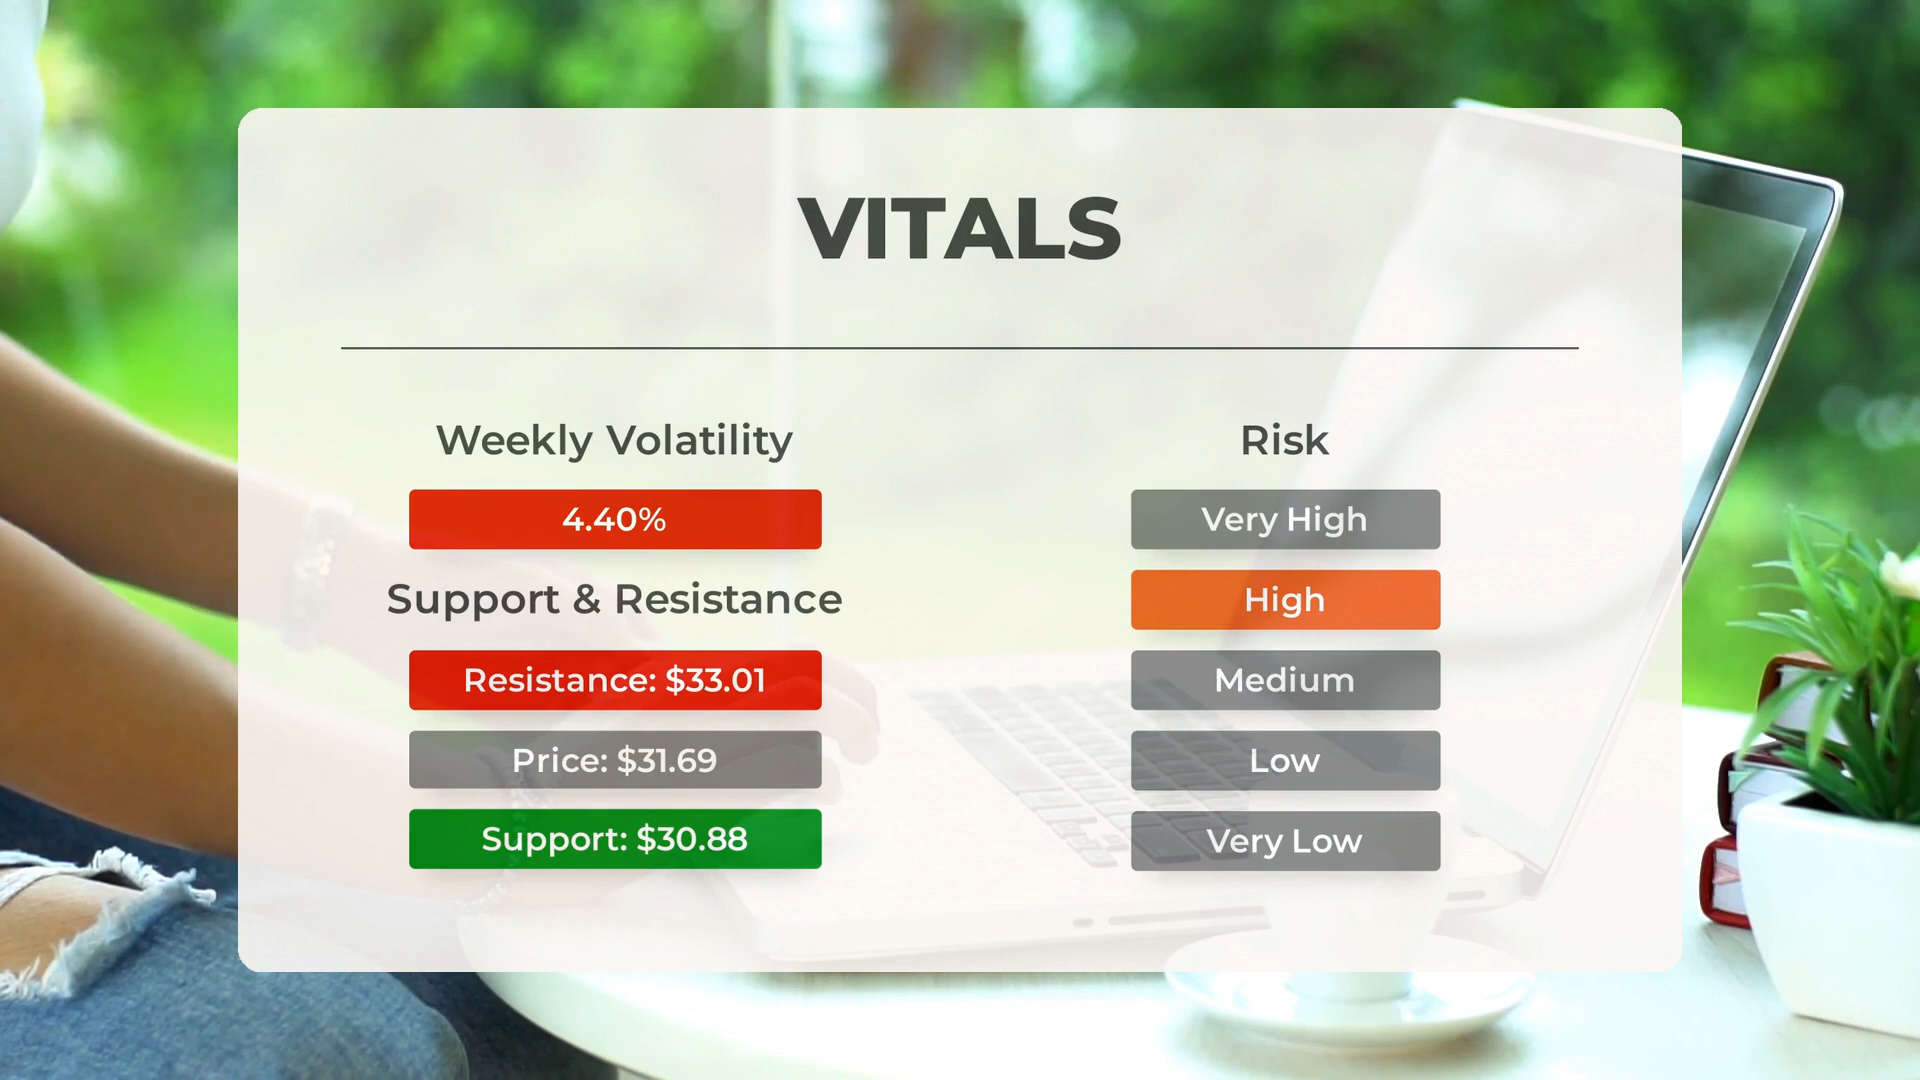 VITALS
Weekly Volatility
4.40%
Support & Resistance
Resistance: $33.01
Price: $31.69
Support: $30.88
Risk
Very High
High
Medium
Low
Very Low